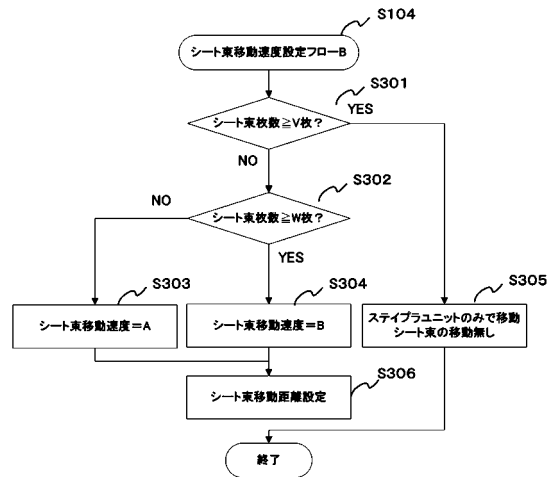 S104
シート束移動速度設定フローB
S301
シート束枚数≧V枚?
YES
NO
S302
シート束枚数≧W枚?
NO
YES
S303
シート束移動速度=A
S304
シート束移動速度=B
S305
ステイプラユニットのみで移動
シート束の移動無し
S306
シート束移動距離設定
終了